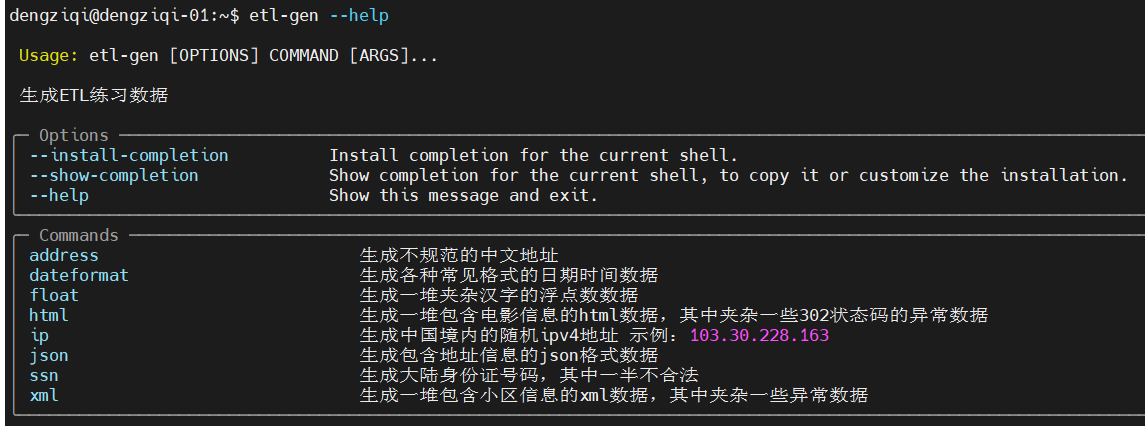 dengziqi@dengziqi-01:~$ etl-gen --help
Usage: etl-gen [OPTIONS] COMMAND [ARGS]...
生成ETL练习数据
Options
--install-completion Install completion for the current shell.
--show-completion Show completion for the current shell, to copy it or customize the installation.
--help Show this message and exit.
Commands
address 生成不规范的中文地址
dateformat 生成各种常见格式的日期时间数据
float 生成一堆夹杂汉字的浮点数数据
html 生成一堆包含电影信息的html数据，其中夹杂一些302状态码的异常数据
ip 生成中国境内的随机ipv4地址 示例：103.30.228.163
json 生成包含地址信息的json格式数据
ssn 生成大陆身份证号码，其中一半不合法
xml 生成一堆包含小区信息的xml数据，其中夹杂一些异常数据